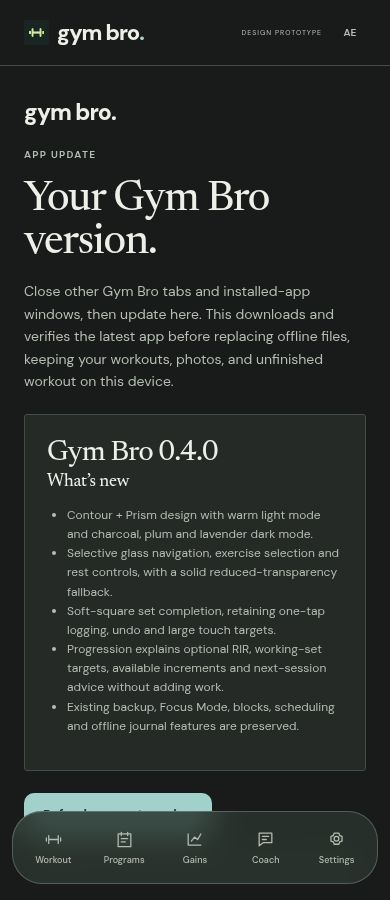 gym bro.
DESIGN PROTOTYPE
AE
gym bro.
APP UPDATE
Your Gym Bro
version.
Close other Gym Bro tabs and installed-app
windows, then update here. This downloads and
verifies the latest app before replacing offline files,
keeping your workouts, photos, and unfinished
workout on this device.
Gym Bro 0.4.0
What's new
• Contour + Prism design with warm light mode
and charcoal, plum and lavender dark mode.
• Selective glass navigation, exercise selection and
rest controls, with a solid reduced-transparency
fallback.
• Soft-square set completion, retaining one-tap
logging, undo and large touch targets.
• Progression explains optional RIR, working-set
targets, available increments and next-session
advice without adding work.
• Existing backup, Focus Mode, blocks, scheduling
and offline journal features are preserved.
Workout
Programs
Gains
Coach
Settings